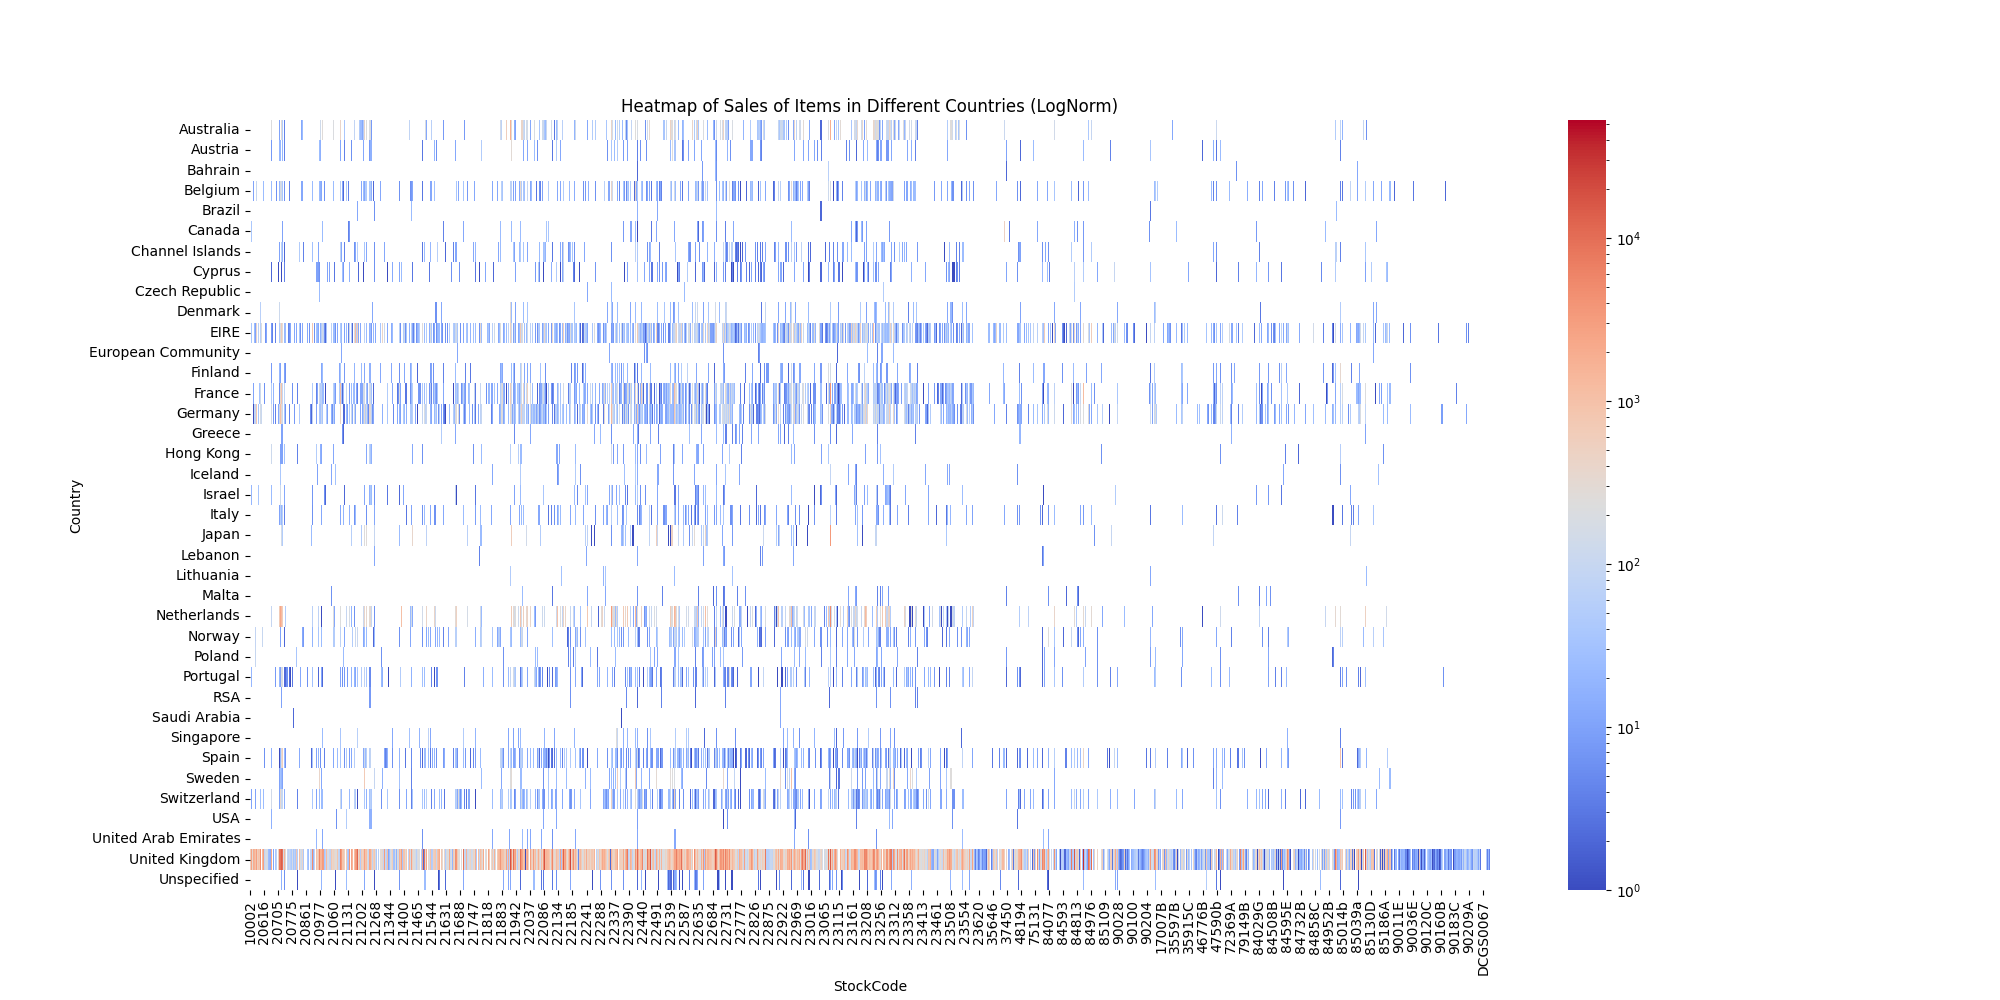 Heatmap of Sales of Items in Different Countries (LogNorm)
Country
Australia
Austria
Bahrain
Belgium
Brazil
Canada
Channel Islands
Cyprus
Czech Republic
Denmark
EIRE
European Community
Finland
France
Germany
Greece
Hong Kong
Iceland
Israel
Italy
Japan
Lebanon
Lithuania
Malta
Netherlands
Norway
Poland
Portugal
RSA
Saudi Arabia
Singapore
Spain
Sweden
Switzerland
USA
United Arab Emirates
United Kingdom
Unspecified
10002
20616
20705
20775
20861
20977
21060
21131
21202
21268
21344
21400
21465
21544
21631
21688
21747
21818
21883
21942
22037
22086
22134
22185
22241
22288
22337
22390
22440
22491
22539
22587
22635
22684
22731
22777
22826
22875
22922
22969
23016
23065
23115
23161
23208
23256
23312
23358
23413
23461
23508
23554
23620
35646
37450
48194
75131
84077
84593
84813
84976
85109
90028
90100
90204
17007B
35597B
35915C
46776B
47590b
72369A
79149B
84029G
84508B
84595E
84732B
84858C
84952B
85014b
85039a
85130D
85186A
90011E
90036E
90120C
90160B
90183C
90209A
DCGS0067
StockCode
10⁴
10³
10²
10¹
10⁰